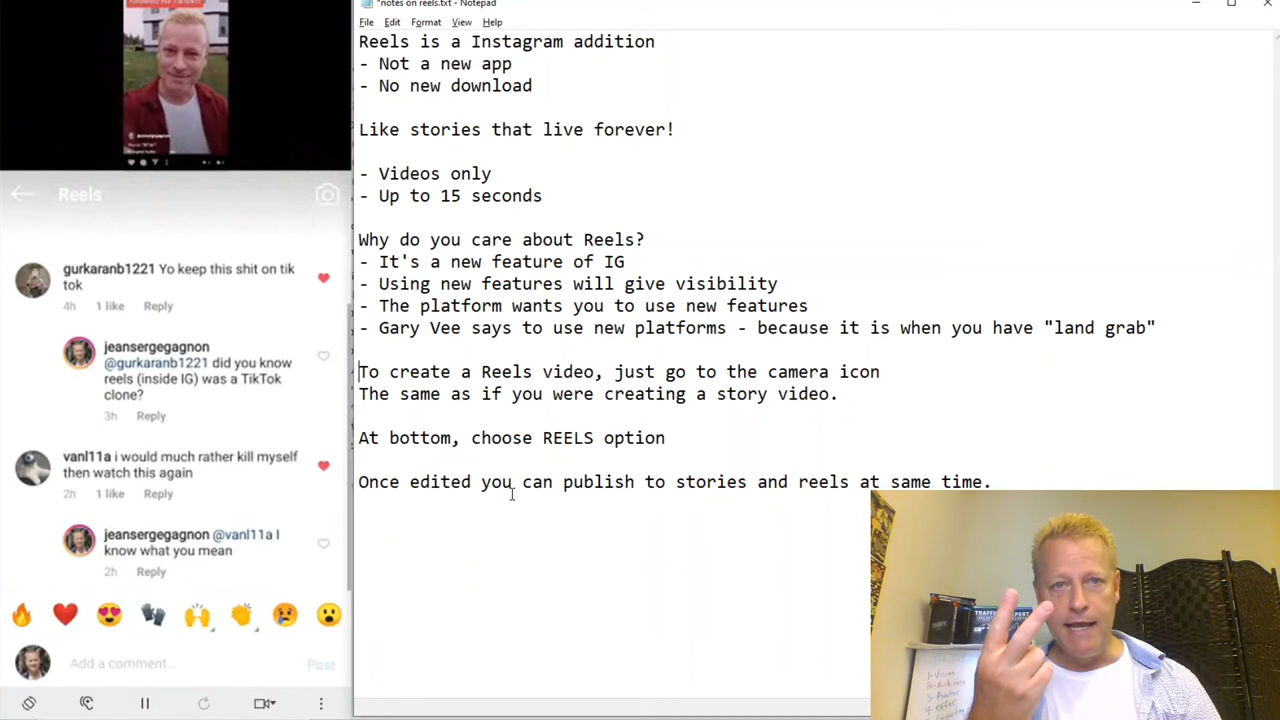 *notes on reels.txt - Notepad
File Edit Format View Help
Reels is a Instagram addition
- Not a new app
- No new download
Like stories that live forever!
- Videos only
- Up to 15 seconds
Why do you care about Reels?
- It's a new feature of IG
- Using new features will give visibility
- The platform wants you to use new features
- Gary Vee says to use new platforms - because it is when you have "land grab"
To create a Reels video, just go to the camera icon
The same as if you were creating a story video.
At bottom, choose REELS option
Once edited you can publish to stories and reels at same time.
Reels
gurkaranb1221 Yo keep this shit on tik
tok
4h 1 like Reply
jeansergegagnon
@gurkaranb1221 did you know
reels (inside IG) was a TikTok
clone?
3h Reply
vanl11a i would much rather kill myself
then watch this again
2h 1 like Reply
jeansergegagnon @vanl11a I
know what you mean
2h Reply
Add a comment... Post